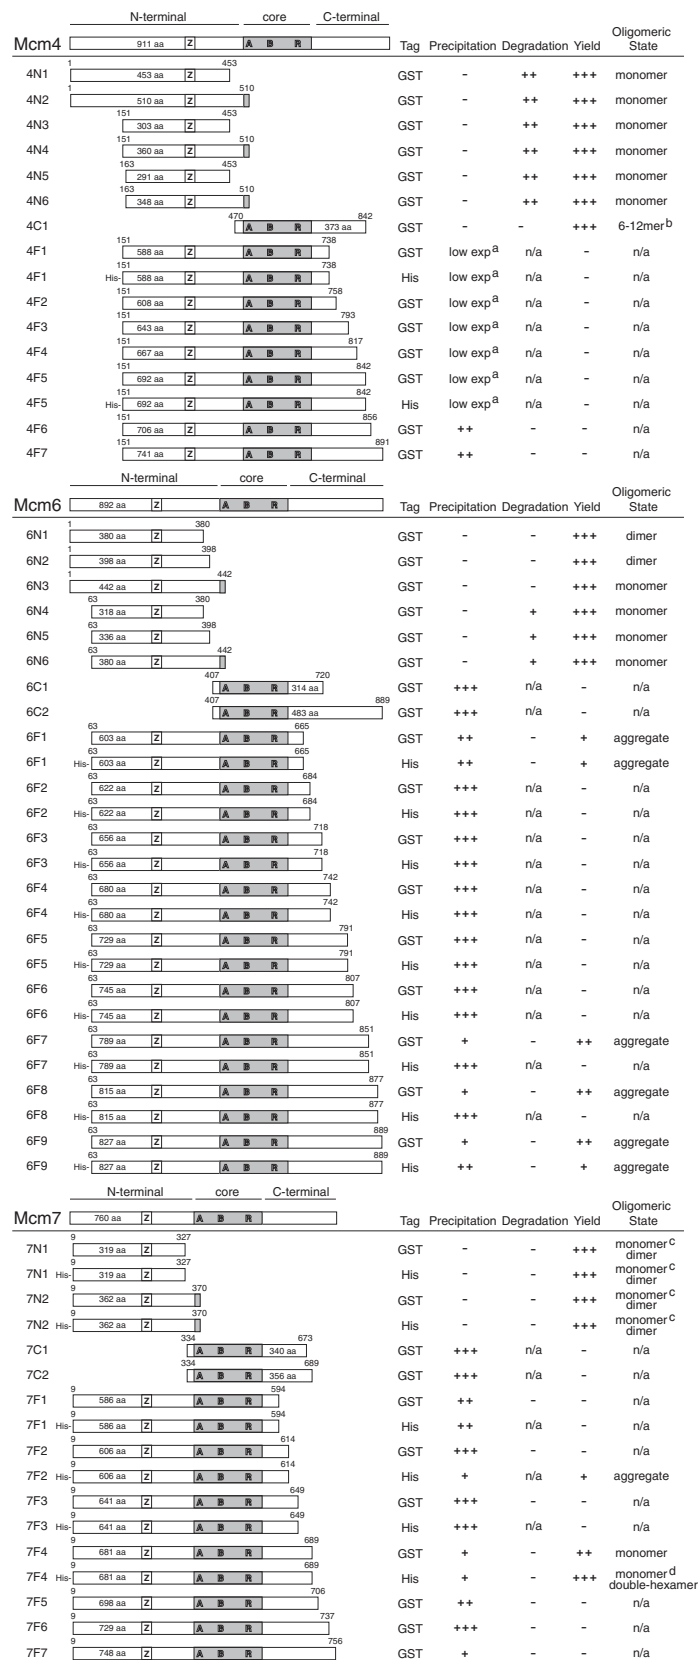 N-terminal core C-terminal
Mcm4 911 aa Z A B R Tag Precipitation Degradation Yield Oligomeric State
1 453
4N1 453 aa Z GST - ++ +++ monomer
1 510
4N2 510 aa Z GST - ++ +++ monomer
151 453
4N3 303 aa Z GST - ++ +++ monomer
151 510
4N4 360 aa Z GST - ++ +++ monomer
163 453
4N5 291 aa Z GST - ++ +++ monomer
163 510
4N6 348 aa Z GST - ++ +++ monomer
470 842
4C1 A B R 373 aa GST - - +++ 6-12mer b
151 738
4F1 588 aa Z A B R GST low exp a n/a - n/a
151 738
4F1 His- 588 aa Z A B R His low exp a n/a - n/a
151 758
4F2 608 aa Z A B R GST low exp a n/a - n/a
151 793
4F3 643 aa Z A B R GST low exp a n/a - n/a
151 817
4F4 667 aa Z A B R GST low exp a n/a - n/a
151 842
4F5 692 aa Z A B R GST low exp a n/a - n/a
151 842
4F5 His- 692 aa Z A B R His low exp a n/a - n/a
151 856
4F6 706 aa Z A B R GST ++ - - n/a
151 891
4F7 741 aa Z A B R GST ++ - - n/a
N-terminal core C-terminal
Mcm6 892 aa Z A B R Tag Precipitation Degradation Yield Oligomeric State
1 380
6N1 380 aa Z GST - - +++ dimer
1 398
6N2 398 aa Z GST - - +++ dimer
1 442
6N3 442 aa Z GST - - +++ monomer
63 380
6N4 318 aa Z GST - + +++ monomer
63 398
6N5 336 aa Z GST - + +++ monomer
63 442
6N6 380 aa Z GST - + +++ monomer
407 720
6C1 A B R 314 aa GST +++ n/a - n/a
407 889
6C2 A B R 483 aa GST +++ n/a - n/a
63 665
6F1 603 aa Z A B R GST ++ - + aggregate
63 665
6F1 His- 603 aa Z A B R His ++ - + aggregate
63 684
6F2 622 aa Z A B R GST +++ n/a - n/a
63 684
6F2 His- 622 aa Z A B R His +++ n/a - n/a
63 718
6F3 656 aa Z A B R GST +++ n/a - n/a
63 718
6F3 His- 656 aa Z A B R His +++ n/a - n/a
63 742
6F4 680 aa Z A B R GST +++ n/a - n/a
63 742
6F4 His- 680 aa Z A B R His +++ n/a - n/a
63 791
6F5 729 aa Z A B R GST +++ n/a - n/a
63 791
6F5 His- 729 aa Z A B R His +++ n/a - n/a
63 807
6F6 745 aa Z A B R GST +++ n/a - n/a
63 807
6F6 His- 745 aa Z A B R His +++ n/a - n/a
63 851
6F7 789 aa Z A B R GST + - ++ aggregate
63 851
6F7 His- 789 aa Z A B R His +++ n/a - n/a
63 877
6F8 815 aa Z A B R GST + - ++ aggregate
63 877
6F8 His- 815 aa Z A B R His +++ n/a - n/a
63 889
6F9 827 aa Z A B R GST + - ++ aggregate
63 889
6F9 His- 827 aa Z A B R His ++ - + aggregate
N-terminal core C-terminal
Mcm7 760 aa Z A B R Tag Precipitation Degradation Yield Oligomeric State
9 327
7N1 319 aa Z GST - - +++ monomer c dimer
9 327
7N1 His- 319 aa Z His - - +++ monomer c dimer
9 370
7N2 362 aa Z GST - - +++ monomer c dimer
9 370
7N2 His- 362 aa Z His - - +++ monomer c dimer
334 673
7C1 A B R 340 aa GST +++ n/a - n/a
334 689
7C2 A B R 356 aa GST +++ n/a - n/a
9 594
7F1 586 aa Z A B R GST ++ - - n/a
9 594
7F1 His- 586 aa Z A B R His ++ n/a - n/a
9 614
7F2 606 aa Z A B R GST +++ - - n/a
9 614
7F2 His- 606 aa Z A B R His + n/a + aggregate
9 649
7F3 641 aa Z A B R GST +++ - - n/a
9 649
7F3 His- 641 aa Z A B R His +++ n/a - n/a
9 689
7F4 681 aa Z A B R GST + - ++ monomer
9 689
7F4 His- 681 aa Z A B R His + - +++ monomer d double-hexamer
9 706
7F5 698 aa Z A B R GST ++ - - n/a
9 737
7F6 729 aa Z A B R GST +++ - - n/a
9 756
7F7 748 aa Z A B R GST + - - n/a